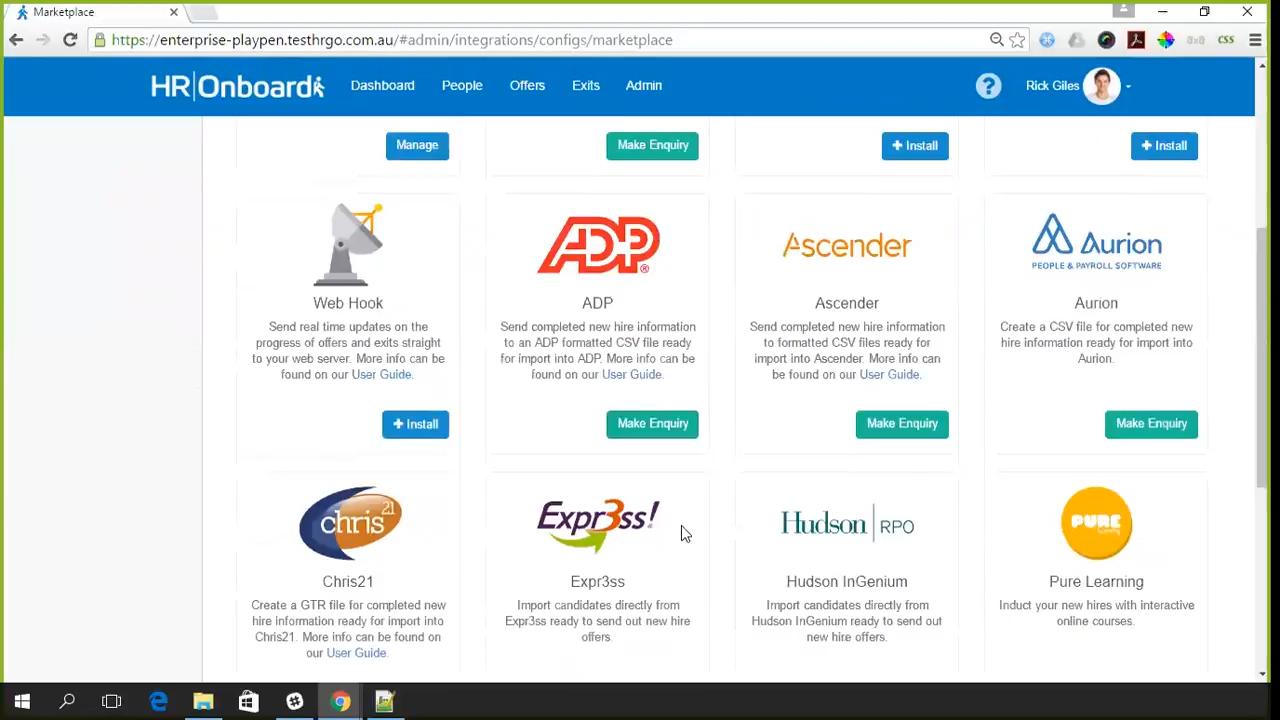 Marketplace
https://enterprise-playpen.testhrgo.com.au/#admin/integrations/configs/marketplace
CSS
HR|Onboard Dashboard People Offers Exits Admin ? Rick Giles
Manage Make Enquiry + Install + Install
ADP Ascender Aurion
PEOPLE & PAYROLL SOFTWARE
Web Hook ADP Ascender Aurion
Send real time updates on the
progress of offers and exits straight
to your web server. More info can be
found on our User Guide.
Send completed new hire information
to an ADP formatted CSV file ready
for import into ADP. More info can be
found on our User Guide.
Send completed new hire information
to formatted CSV files ready for
import into Ascender. More info can
be found on our User Guide.
Create a CSV file for completed new
hire information ready for import into
Aurion.
+ Install Make Enquiry Make Enquiry Make Enquiry
chris21 Expr3ss! Hudson | RPO PURE
Chris21 Expr3ss Hudson InGenium Pure Learning
Create a GTR file for completed new
hire information ready for import into
Chris21. More info can be found on
our User Guide.
Import candidates directly from
Expr3ss ready to send out new hire
offers.
Import candidates directly from
Hudson InGenium ready to send out
new hire offers.
Induct your new hires with interactive
online courses.